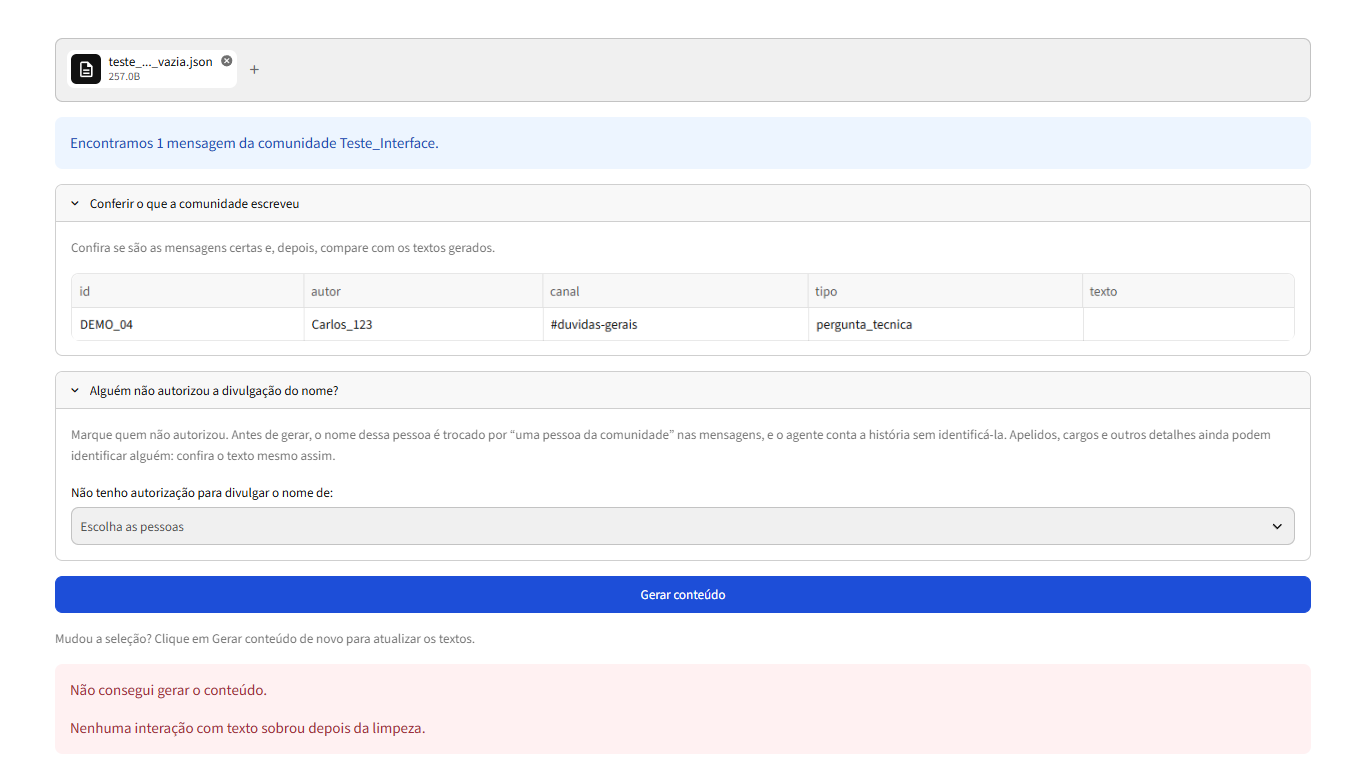 teste_..._vazia.json
257.0B
Encontramos 1 mensagem da comunidade Teste_Interface.
Conferir o que a comunidade escreveu
Confira se são as mensagens certas e, depois, compare com os textos gerados.
id autor canal tipo texto
DEMO_04 Carlos_123 #duvidas-gerais pergunta_tecnica
Alguém não autorizou a divulgação do nome?
Marque quem não autorizou. Antes de gerar, o nome dessa pessoa é trocado por “uma pessoa da comunidade” nas mensagens, e o agente conta a história sem identificá-la. Apelidos, cargos e outros detalhes ainda podem
identificar alguém: confira o texto mesmo assim.
Não tenho autorização para divulgar o nome de:
Escolha as pessoas
Gerar conteúdo
Mudou a seleção? Clique em Gerar conteúdo de novo para atualizar os textos.
Não consegui gerar o conteúdo.
Nenhuma interação com texto sobrou depois da limpeza.